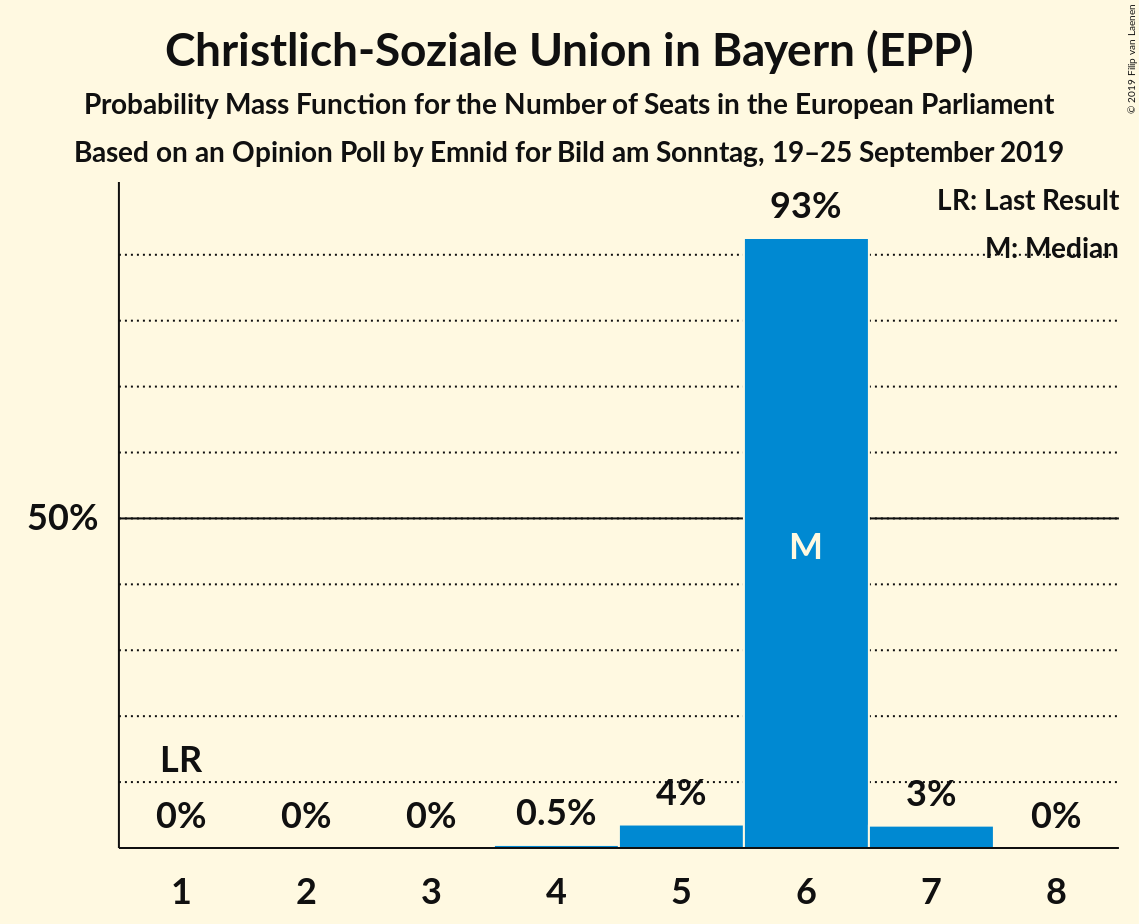 Christlich-Soziale Union in Bayern (EPP)
Probability Mass Function for the Number of Seats in the European Parliament
Based on an Opinion Poll by Emnid for Bild am Sonntag, 19–25 September 2019
© 2019 Filip van Laenen
LR: Last Result
M: Median
93%
50%
M
LR
0% 0% 0% 0.5% 4% 3% 0%
1 2 3 4 5 6 7 8